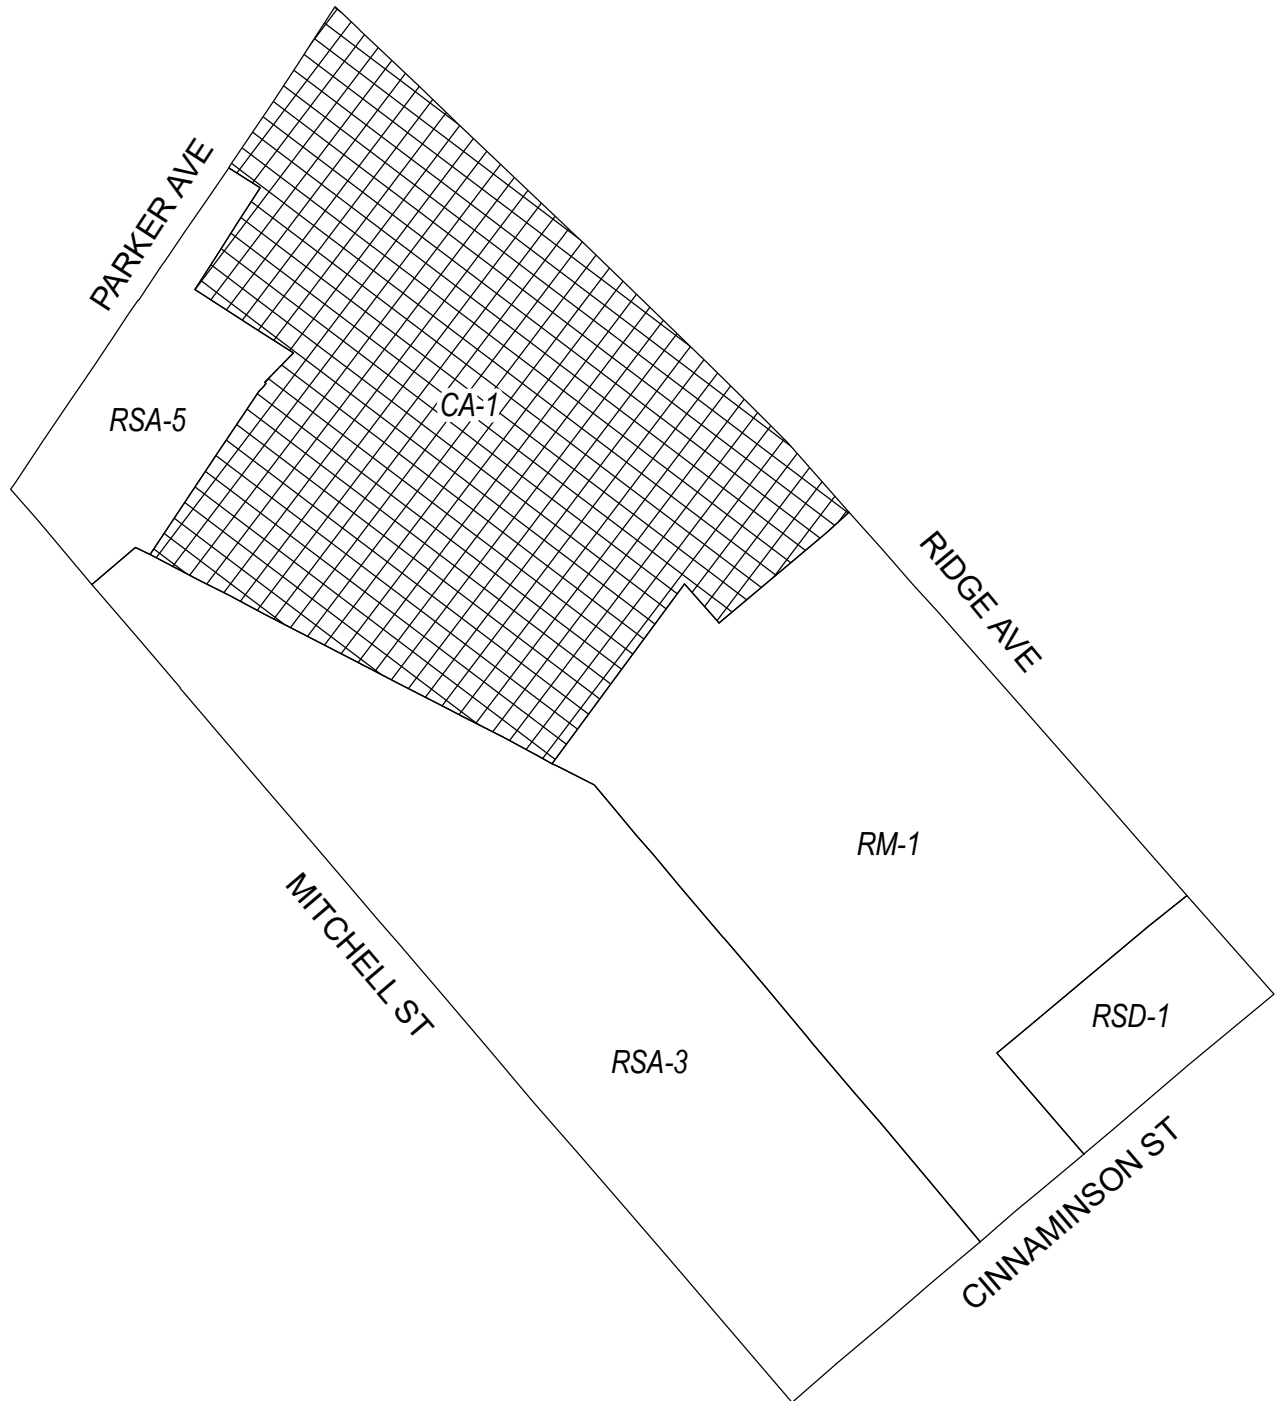 PARKER AVE
CA-1
RSA-5
RIDGE AVE
RM-1
MITCHELL ST
RSD-1
RSA-3
CINNAMINSON ST